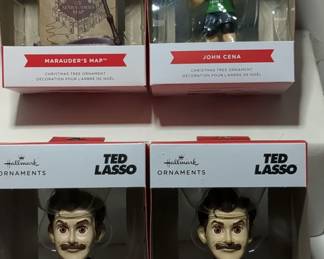 MARAUDER'S MAP™
CHRISTMAS TREE ORNAMENT
DÉCORATION POUR L'ARBRE DE NOËL
JOHN CENA
CHRISTMAS TREE ORNAMENT
DÉCORATION POUR L'ARBRE DE NOËL
Hallmark
ORNAMENTS
TED
LASSO
Hallmark
ORNAMENTS
TED
LASSO